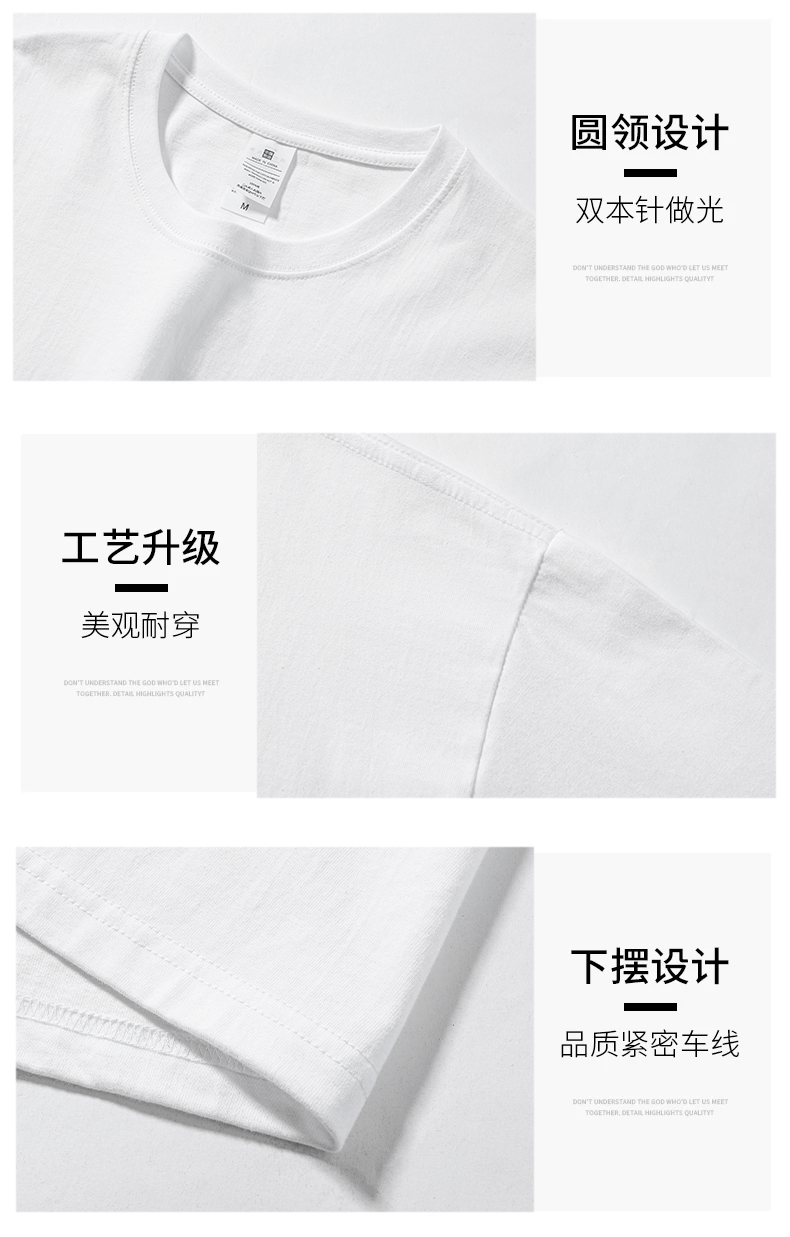 圆领设计
双本针做光
DON'T UNDERSTAND THE GOD WHO'D LET US MEET
TOGETHER. DETAIL HIGHLIGHTS QUALITY?
MADE IN CHINA
M
工艺升级
美观耐穿
DON'T UNDERSTAND THE GOD WHO'D LET US MEET
TOGETHER. DETAIL HIGHLIGHTS QUALITY?
下摆设计
品质紧密车线
DON'T UNDERSTAND THE GOD WHO'D LET US MEET
TOGETHER. DETAIL HIGHLIGHTS QUALITY?